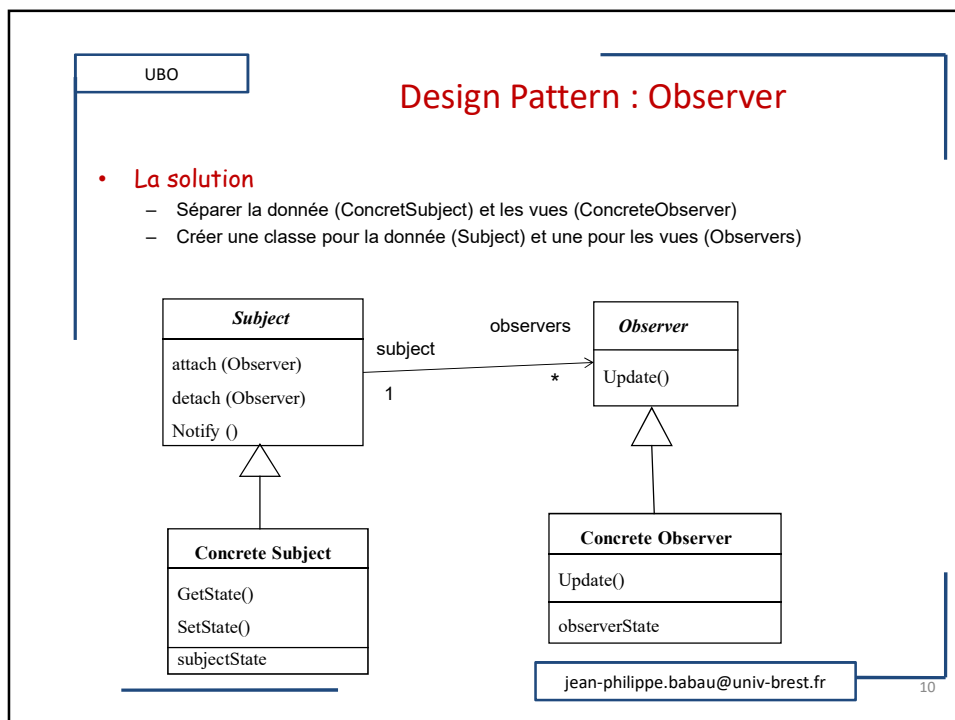 UBO
Design Pattern : Observer
• La solution
– Séparer la donnée (ConcretSubject) et les vues (ConcreteObserver)
– Créer une classe pour la donnée (Subject) et une pour les vues (Observers)
Subject
attach (Observer)
detach (Observer)
Notify ()
subject
1
observers
*
Observer
Update()
Concrete Subject
GetState()
SetState()
subjectState
Concrete Observer
Update()
observerState
jean-philippe.babau@univ-brest.fr
10